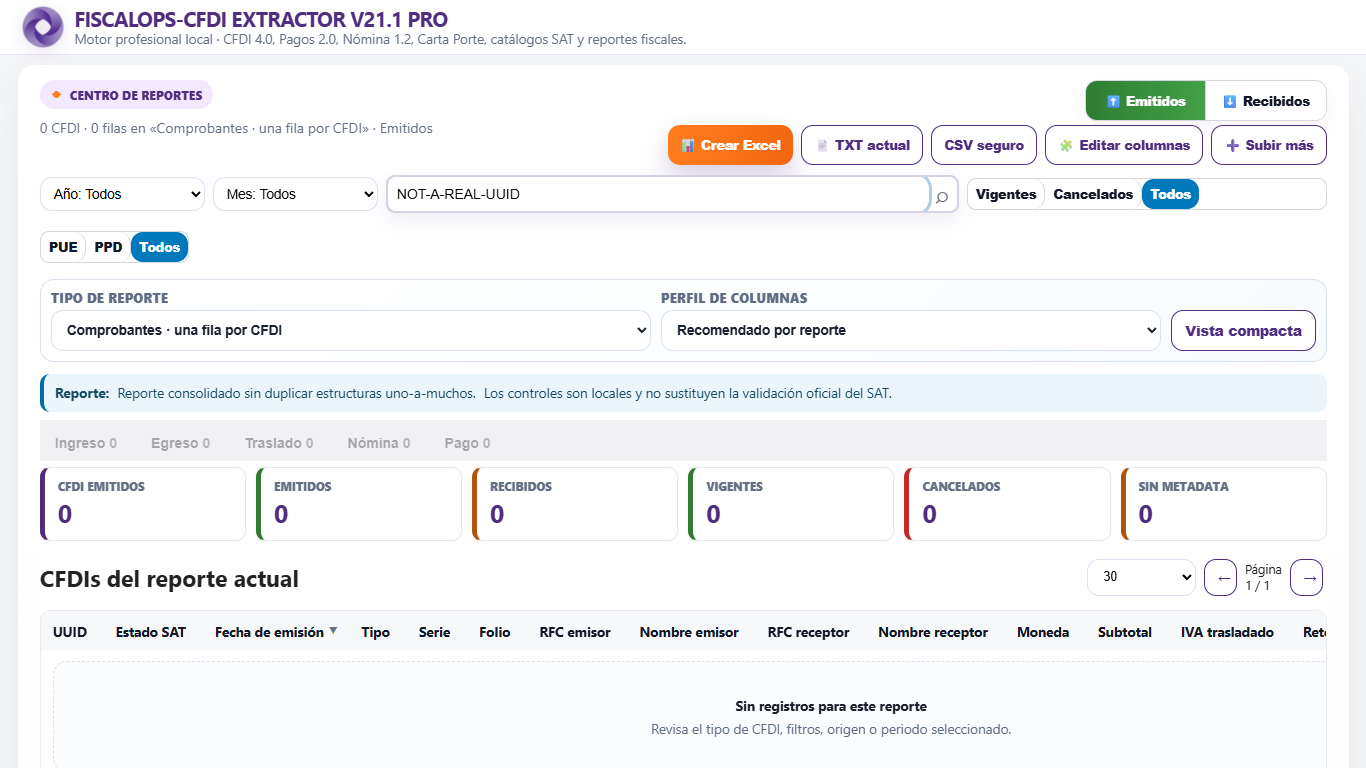 FISCALOPS-CFDI EXTRACTOR V21.1 PRO
Motor profesional local · CFDI 4.0, Pagos 2.0, Nómina 1.2, Carta Porte, catálogos SAT y reportes fiscales.
CENTRO DE REPORTES
Emitidos Recibidos
0 CFDI · 0 filas en «Comprobantes · una fila por CFDI» · Emitidos
Crear Excel TXT actual CSV seguro Editar columnas Subir más
Año: Todos Mes: Todos NOT-A-REAL-UUID Vigentes Cancelados Todos
PUE PPD Todos
TIPO DE REPORTE PERFIL DE COLUMNAS
Comprobantes · una fila por CFDI Recomendado por reporte Vista compacta
Reporte: Reporte consolidado sin duplicar estructuras uno-a-muchos. Los controles son locales y no sustituyen la validación oficial del SAT.
Ingreso 0 Egreso 0 Traslado 0 Nómina 0 Pago 0
CFDI EMITIDOS EMITIDOS RECIBIDOS VIGENTES CANCELADOS SIN METADATA
0 0 0 0 0 0
CFDIs del reporte actual 30 ← Página →
1 / 1
UUID Estado SAT Fecha de emisión ▼ Tipo Serie Folio RFC emisor Nombre emisor RFC receptor Nombre receptor Moneda Subtotal IVA trasladado Rete
Sin registros para este reporte
Revisa el tipo de CFDI, filtros, origen o periodo seleccionado.